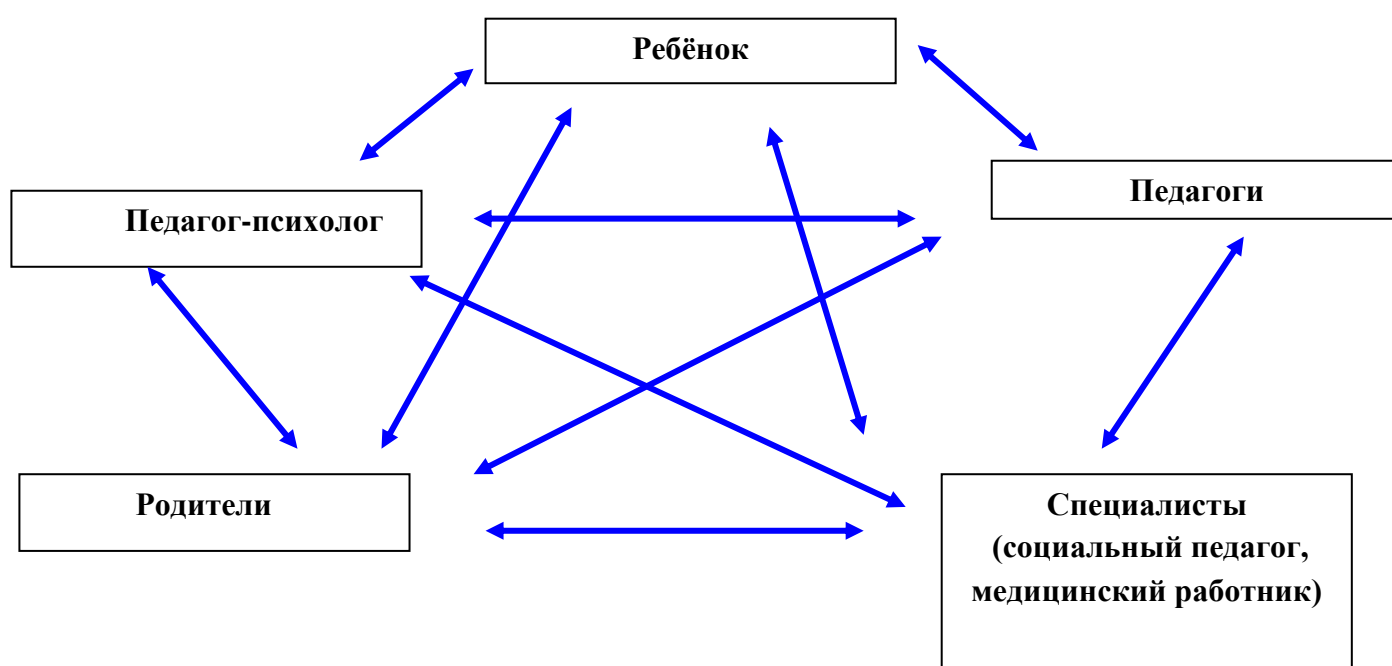 Ребёнок
Педагоги
Педагог-психолог
Родители
Специалисты
(социальный педагог,
медицинский работник)